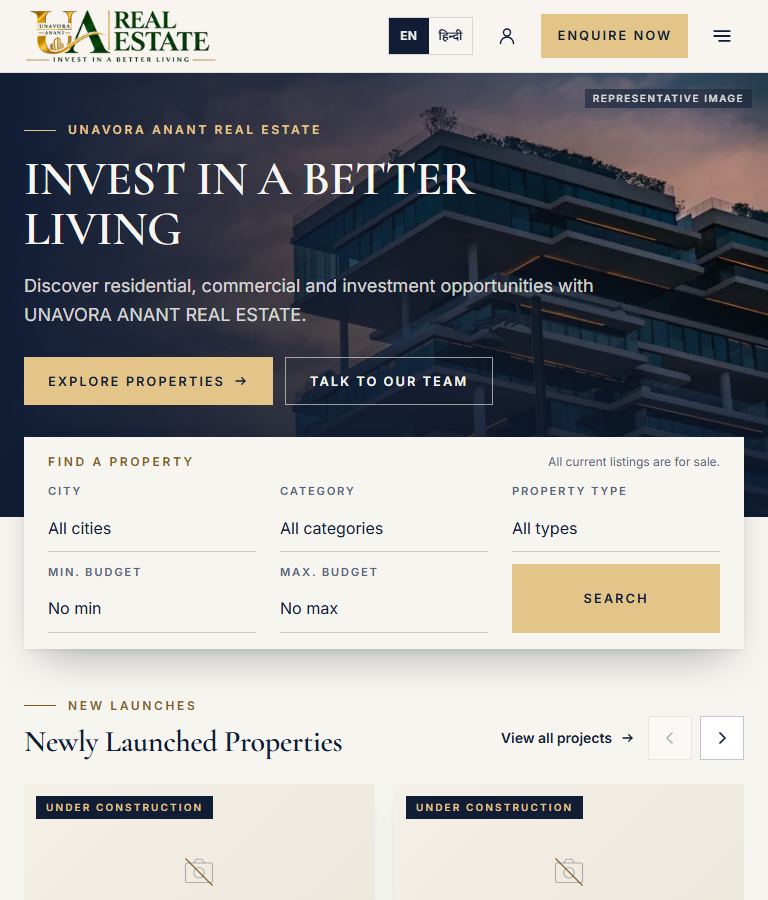 UNAVORA
ANANT
UA REAL
ESTATE
INVEST IN A BETTER LIVING
EN
हिन्दी
ENQUIRE NOW
REPRESENTATIVE IMAGE
UNAVORA ANANT REAL ESTATE
INVEST IN A BETTER
LIVING
Discover residential, commercial and investment opportunities with
UNAVORA ANANT REAL ESTATE.
EXPLORE PROPERTIES →
TALK TO OUR TEAM
FIND A PROPERTY
All current listings are for sale.
CITY
CATEGORY
PROPERTY TYPE
All cities
All categories
All types
MIN. BUDGET
MAX. BUDGET
No min
No max
SEARCH
NEW LAUNCHES
Newly Launched Properties
View all projects →
UNDER CONSTRUCTION
UNDER CONSTRUCTION